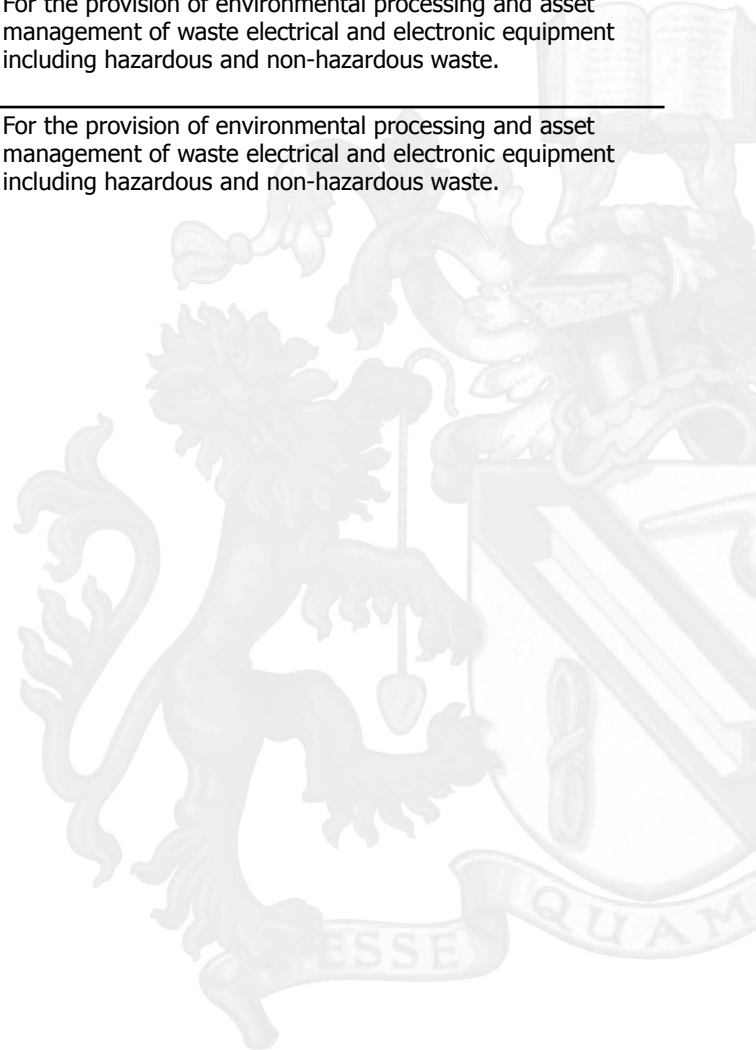 For the provision of environmental processing and asset
management of waste electrical and electronic equipment
including hazardous and non-hazardous waste.
For the provision of environmental processing and asset
management of waste electrical and electronic equipment
including hazardous and non-hazardous waste.
ESSE QUAM